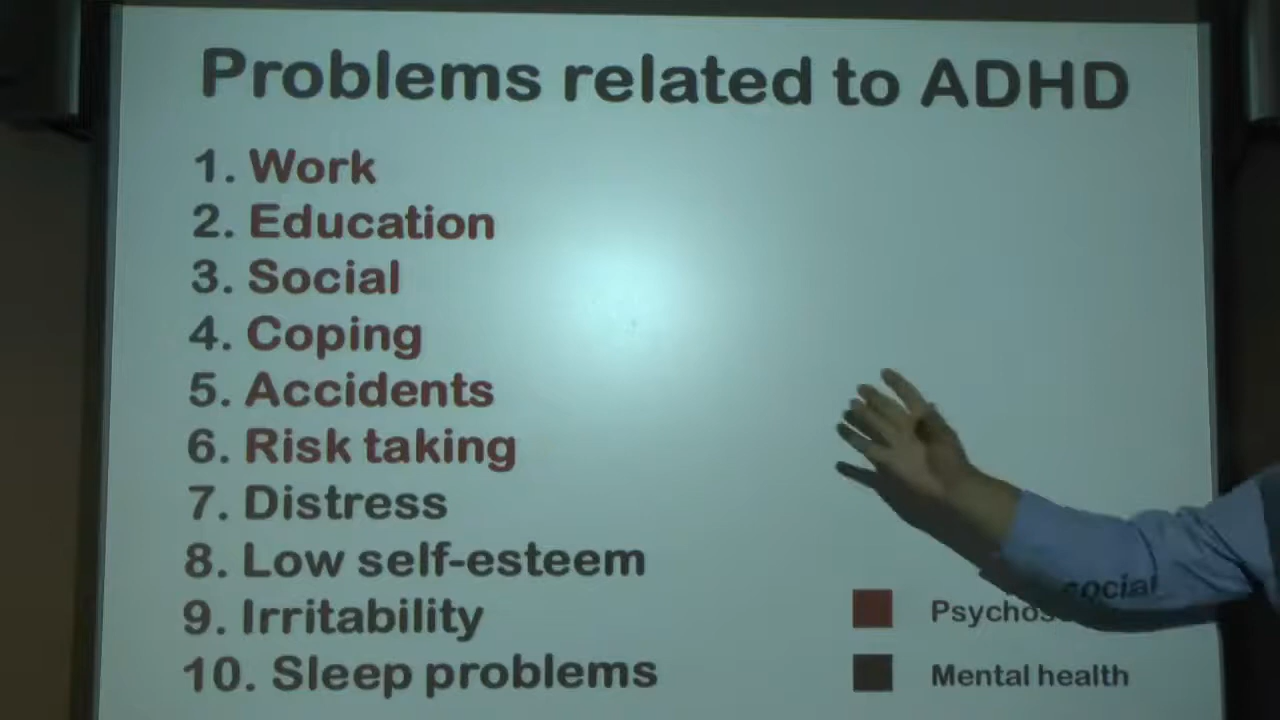 Problems related to ADHD
1. Work
2. Education
3. Social
4. Coping
5. Accidents
6. Risk taking
7. Distress
8. Low self-esteem
9. Irritability
10. Sleep problems
Psychosocial
Mental health